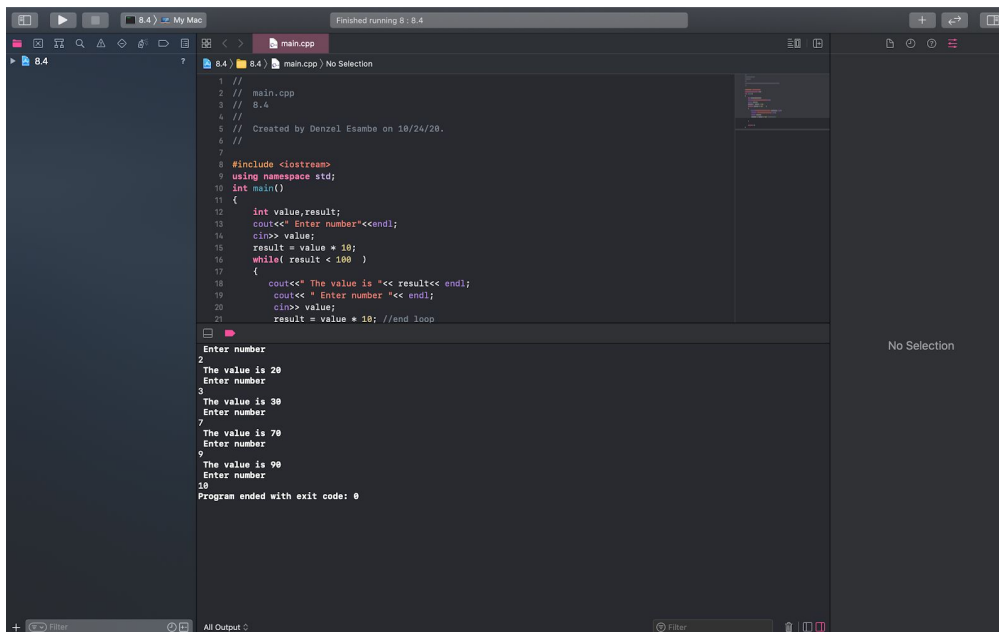 8.4 〉 My Mac
Finished running 8 : 8.4
8.4
?
main.cpp
8.4 〉 8.4 〉 main.cpp 〉 No Selection
1 //
2 //  main.cpp
3 //  8.4
4 //
5 //  Created by Denzel Esambe on 10/24/20.
6 //
7
8 #include <iostream>
9 using namespace std;
10 int main()
11 {
12     int value,result;
13     cout<<" Enter number"<<endl;
14     cin>> value;
15     result = value * 10;
16     while( result < 100  )
17     {
18        cout<<" The value is "<< result<< endl;
19         cout<< " Enter number "<< endl;
20         cin>> value;
21         result = value * 10; //end loop
Enter number
2
The value is 20
Enter number
3
The value is 30
Enter number
7
The value is 70
Enter number
9
The value is 90
Enter number
10
Program ended with exit code: 0
No Selection
Filter
All Output
Filter